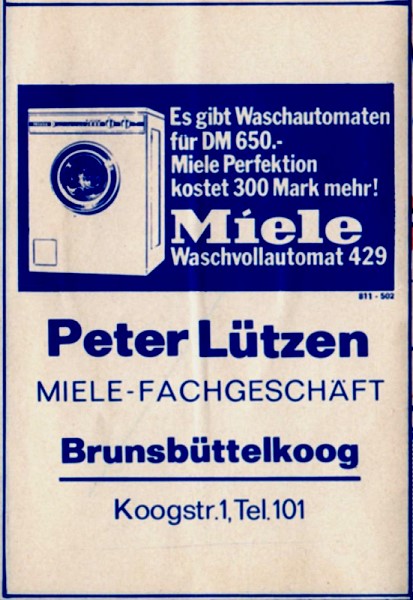 Es gibt Waschautomaten
für DM 650.-
Miele Perfektion
kostet 300 Mark mehr!
Miele
Waschvollautomat 429
811 - 502
Peter Lützen
MIELE-FACHGESCHÄFT
Brunsbüttelkoog
Koogstr.1, Tel. 101